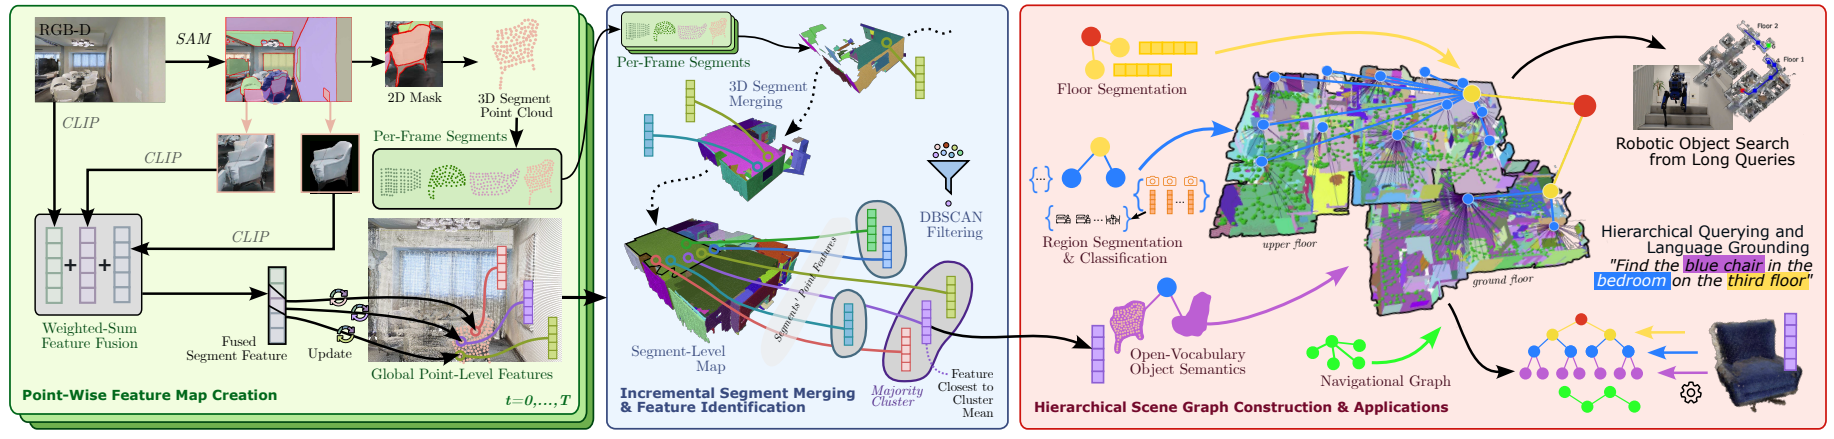 RGB-D
SAM
2D Mask
3D Segment
Point Cloud
CLIP
CLIP
Per-Frame Segments
CLIP
+
+
Weighted-Sum
Feature Fusion
Fused
Segment Feature
Update
Global Point-Level Features
Point-Wise Feature Map Creation
t=0,...,T
Per-Frame Segments
3D Segment
Merging
DBSCAN
Filtering
Segments' Point Features
Segment-Level
Map
Majority
Cluster
Feature
Closest to
Cluster
Mean
Incremental Segment Merging
& Feature Identification
Floor Segmentation
{...}
{ ... }
{ ... }
Region Segmentation
& Classification
Open-Vocabulary
Object Semantics
upper floor
ground floor
Navigational Graph
Floor 2
Floor 1
Robotic Object Search
from Long Queries
Hierarchical Querying and
Language Grounding
"Find the blue chair in the
bedroom on the third floor"
Hierarchical Scene Graph Construction & Applications